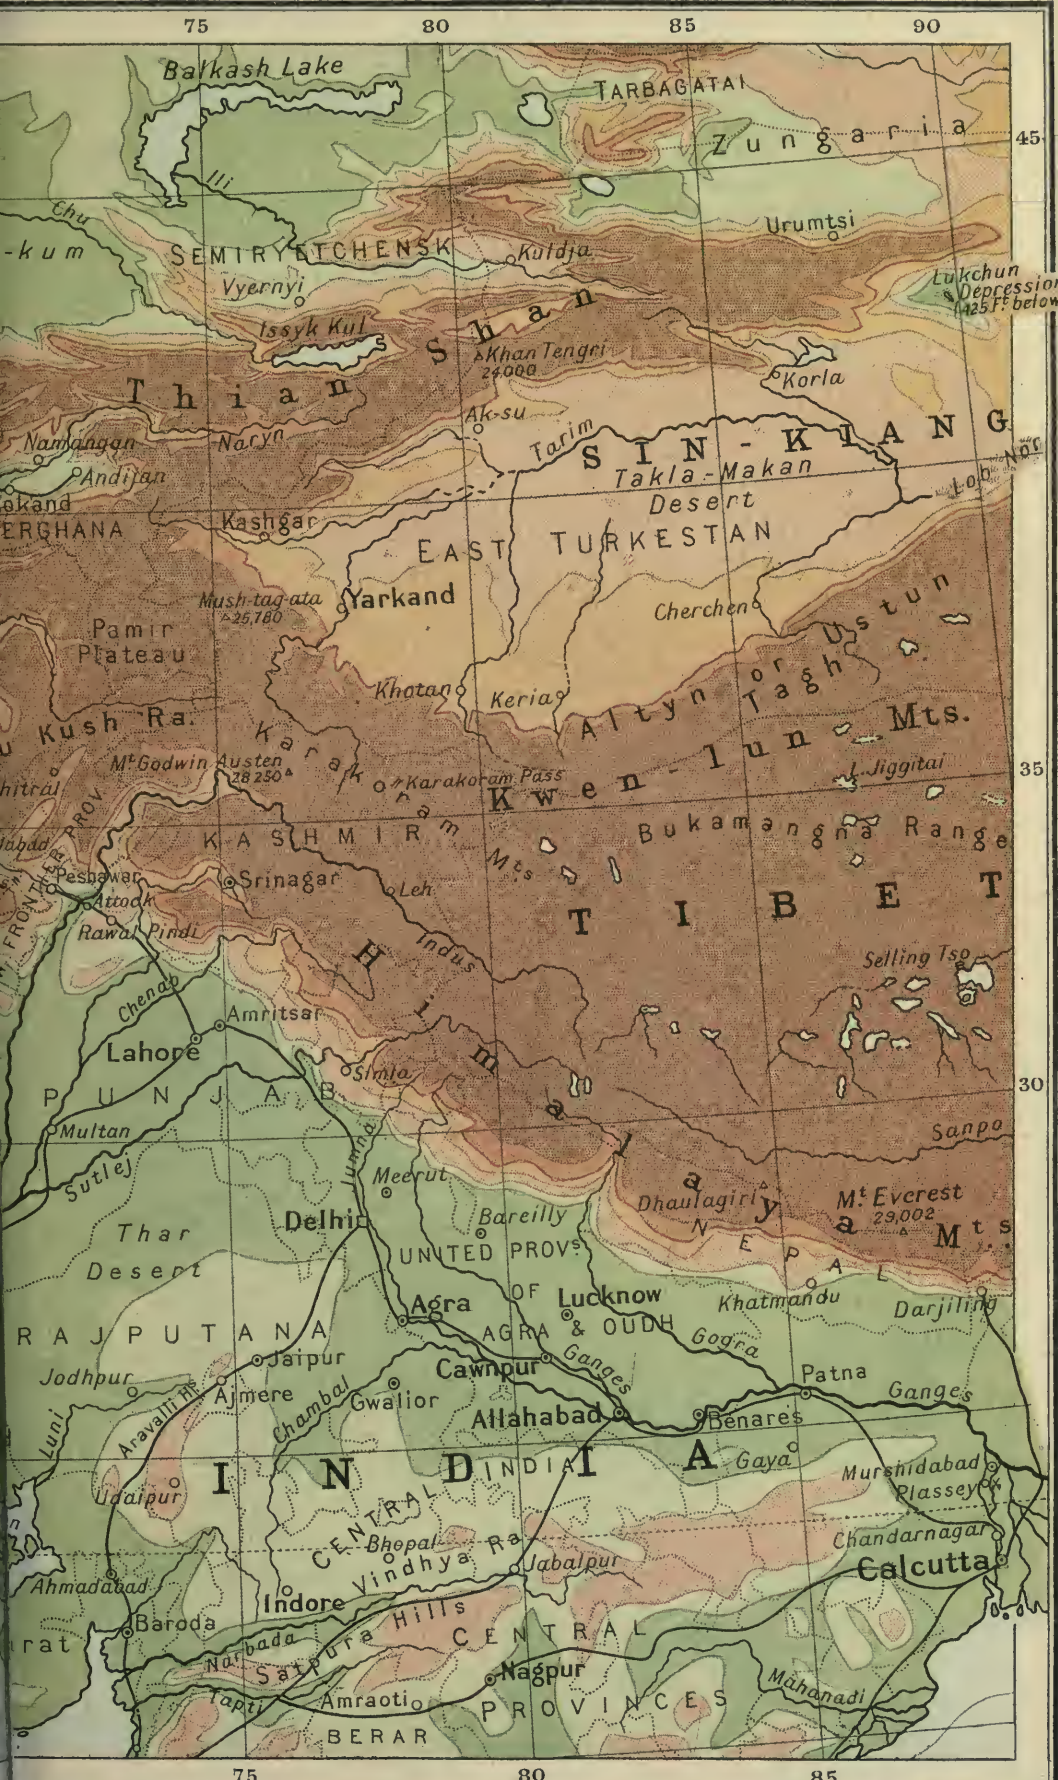 75 80 85 90
Balkash Lake
TARBAGATAI
Zungaria
45
Ili
Chu
-kum
Urumtsi
SEMIRYETCHENSK
Kuldja
Vyernyi
Lukchun
Depression
Issyk Kul
Thian Shan
Khan Tengri
24,000
Korla
Ak-su
Tarim
Naryn
Namangan
Andijan
SIN-KIANG
Takla-Makan
Desert
Lob Nor
okand
ERGHANA
Kashgar
EAST TURKESTAN
Mush-tag-ata
25,780
Yarkand
Cherchen
Pamir
Plateau
Khotan
Keria
Altyn or Ustun
Tagh
u Kush Ra.
Kwen-lun Mts.
Mt Godwin Austen
28 250
Karakoram Mts
Karakoram Pass
L. Jiggitai
35
hitral
FRONTIER PROV
KASHMIR
Bukamangna Range
Peshawar
Srinagar
Leh
Attock
Rawal Pindi
TIBET
Indus
Selling Tso
Chenab
Amritsar
Lahore
Himalaya Mts.
Simla
30
PUNJAB
Multan
Sanpo
Sutlej
Jumna
Meerut
Dhaulagiri
Mt. Everest
29,002
Delhi
Bareilly
NEPAL
Thar
Desert
UNITED PROVS
OF
AGRA & OUDH
Khatmandu
Darjiling
Agra
Lucknow
RAJPUTANA
Gogra
Jaipur
Cawnpur
Ganges
Patna
Ganges
Jodhpur
Ajmere
Aravalli Hs
Chambal
Gwalior
Allahabad
Benares
Luni
INDIA
Gaya
Murshidabad
Plassey
Udaipur
CENTRAL INDIA
Bhopal
Chandarnagar
Vindhya Ra
Jabalpur
Calcutta
Ahmadabad
Indore
Baroda
rat
Narbada
Satpura Hills
CENTRAL
PROVINCES
Nagpur
Tapti
Amraoti
Mahanadi
BERAR
75 80 85